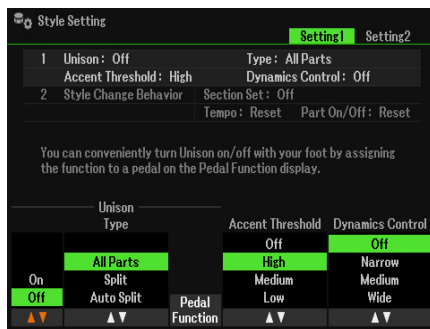 Style Setting
Setting1 Setting2
1 Unison : Off Type : All Parts
Accent Threshold : High Dynamics Control : Off
2 Style Change Behavior Section Set : Off
Tempo : Reset Part On/Off : Reset
You can conveniently turn Unison on/off with your foot by assigning
the function to a pedal on the Pedal Function display.
Unison
Type Accent Threshold Dynamics Control
Off Off
All Parts High Narrow
On Split Medium Medium
Off Auto Split Pedal Low Wide
Function